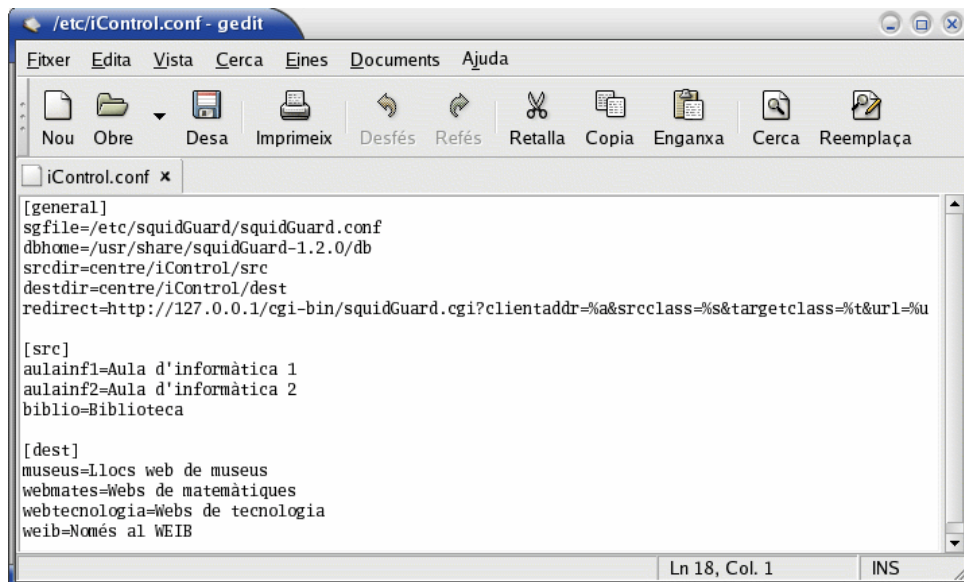 /etc/iControl.conf - gedit
Fitxer Edita Vista Cerca Eines Documents Ajuda
Nou Obre Desa Imprimeix Desfés Refés Retalla Copia Enganxa Cerca Reemplaça
iControl.conf x
[general]
sgfile=/etc/squidGuard/squidGuard.conf
dbhome=/usr/share/squidGuard-1.2.0/db
srcdir=centre/iControl/src
destdir=centre/iControl/dest
redirect=http://127.0.0.1/cgi-bin/squidGuard.cgi?clientaddr=%a&srcclass=%s&targetclass=%t&url=%u
[src]
aulainf1=Aula d'informàtica 1
aulainf2=Aula d'informàtica 2
biblio=Biblioteca
[dest]
museus=Llocs web de museus
webmates=Webs de matemàtiques
webtecnologia=Webs de tecnologia
weib=Només al WEIB
Ln 18, Col. 1 INS